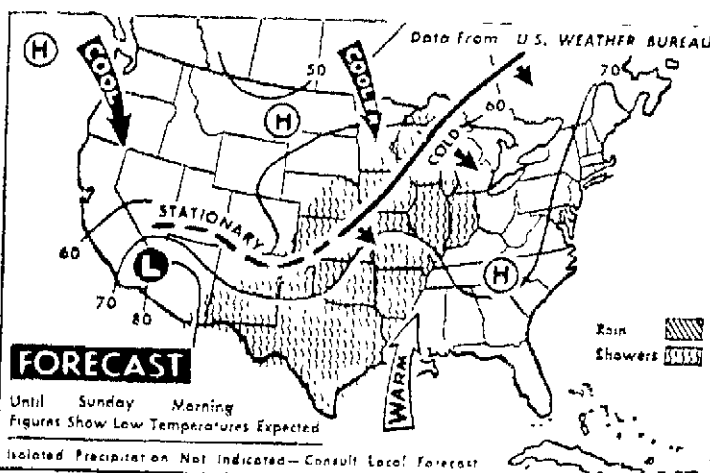 Data From U.S. WEATHER BUREAU
H
COOL
50
COOLER
70
H
60
COLD
STATIONARY
60
L
H
70
80
WARM
Rain
Showers
FORECAST
Until Sunday Morning
Figures Show Low Temperatures Expected
Isolated Precipitation Not Indicated—Consult Local Forecast